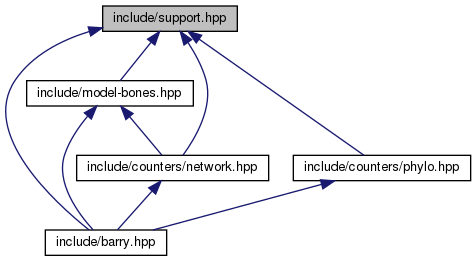 include/support.hpp
include/model-bones.hpp
include/counters/network.hpp
include/counters/phylo.hpp
include/barry.hpp